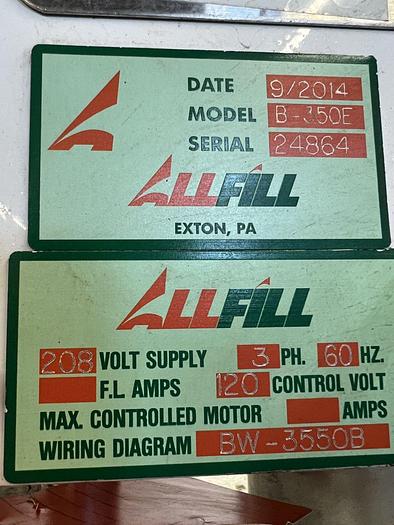 DATE 9/2014
MODEL B-350E
SERIAL 24864
ALLFILL
EXTON, PA
ALLFILL
208 VOLT SUPPLY 3 PH. 60 HZ.
F.L. AMPS 120 CONTROL VOLT
MAX. CONTROLLED MOTOR AMPS
WIRING DIAGRAM BW-3550B